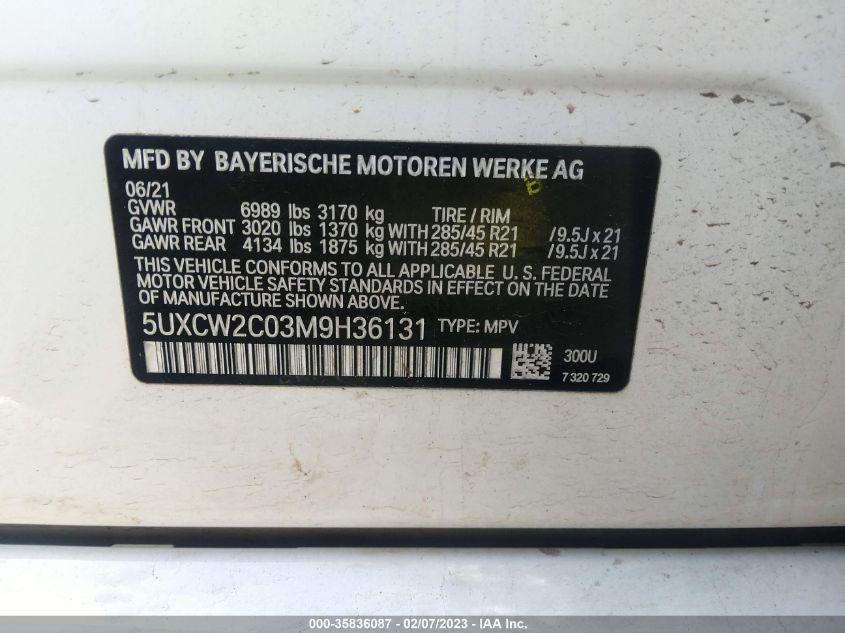 MFD BY BAYERISCHE MOTOREN WERKE AG
06/21
GVWR 6989 lbs 3170 kg TIRE / RIM
GAWR FRONT 3020 lbs 1370 kg WITH 285/45 R21 /9.5J x 21
GAWR REAR 4134 lbs 1875 kg WITH 285/45 R21 /9.5J x 21
THIS VEHICLE CONFORMS TO ALL APPLICABLE U. S. FEDERAL
MOTOR VEHICLE SAFETY STANDARDS IN EFFECT ON THE
DATE OF MANUFACTURE SHOWN ABOVE.
5UXCW2C03M9H36131 TYPE: MPV
300U
7 320 729
000-35836087 - 02/07/2023 - © IAA, Inc.